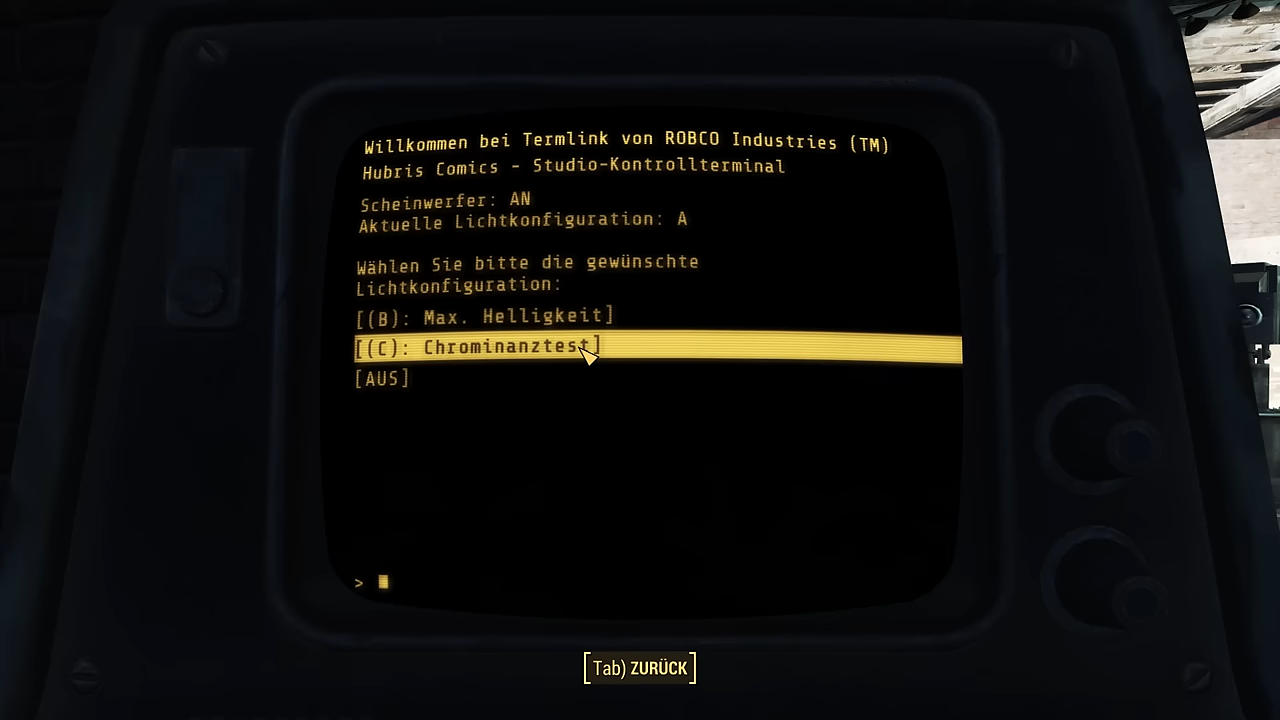 Willkommen bei Termlink von ROBCO Industries (TM)
Hubris Comics - Studio-Kontrollterminal
Scheinwerfer: AN
Aktuelle Lichtkonfiguration: A
Wählen Sie bitte die gewünschte
Lichtkonfiguration:
[(B): Max. Helligkeit]
[(C): Chrominanztest]
[AUS]
>
Tab) ZURÜCK